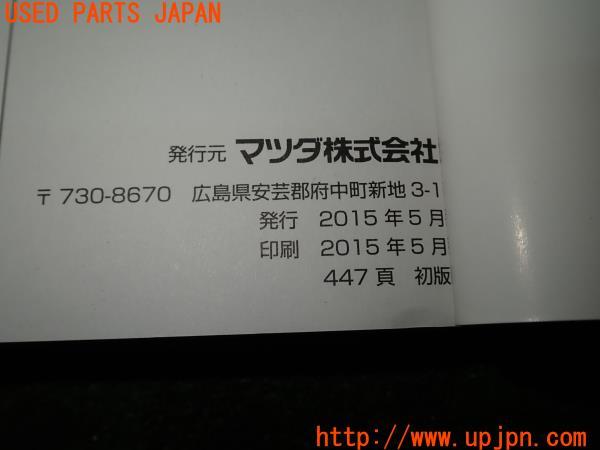 USED PARTS JAPAN
発行元 マツダ株式会社
〒730-8670 広島県安芸郡府中町新地3-1
発行 2015年5月
印刷 2015年5月
447頁 初版
http://www.upjpn.com/